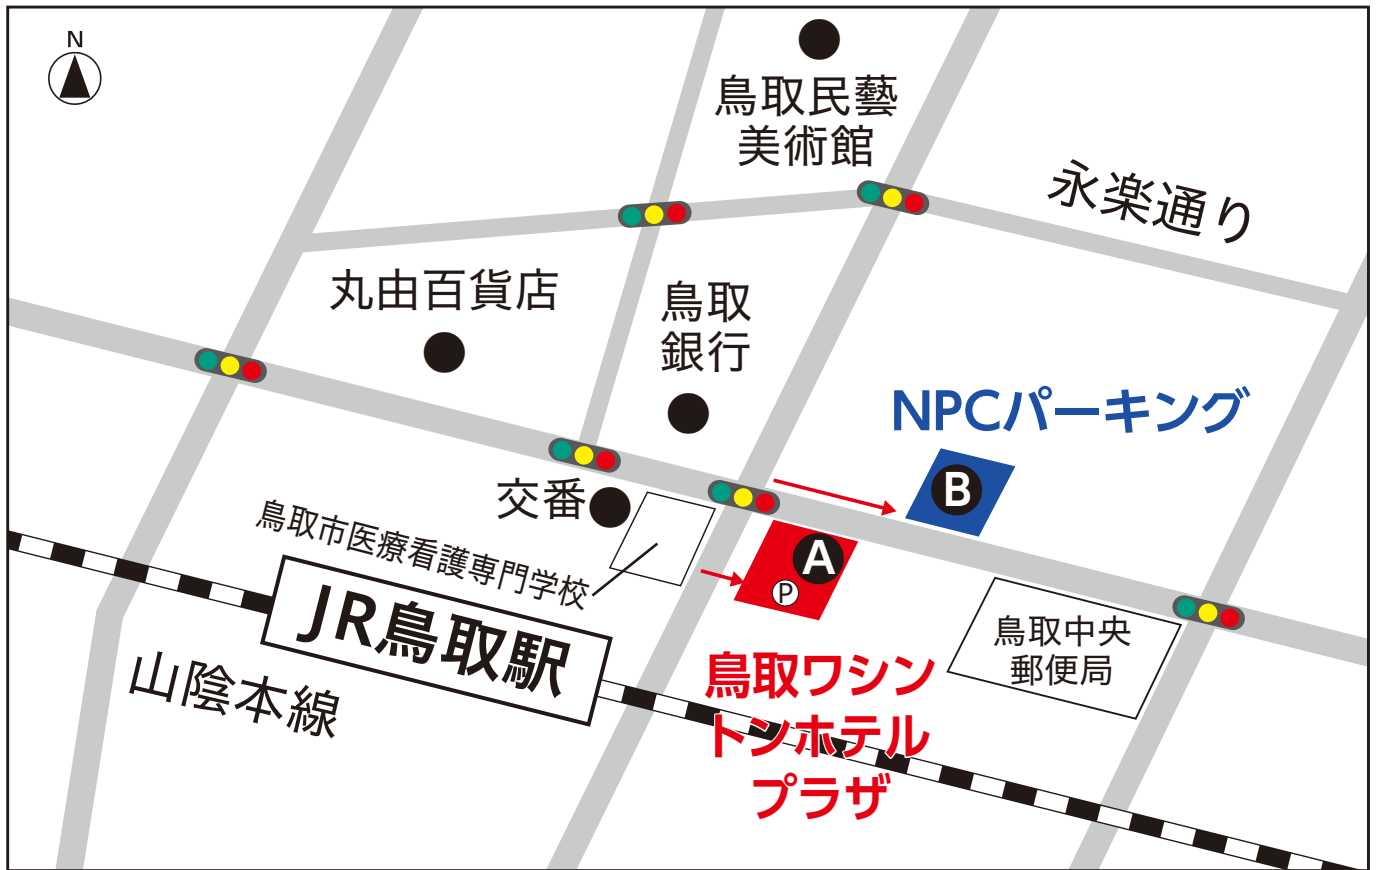 N
鳥取民藝
美術館
永楽通り
丸由百貨店
鳥取
銀行
NPCパーキング
B
交番
鳥取市医療看護専門学校
A
P
JR鳥取駅
鳥取中央
郵便局
山陰本線
鳥取ワシン
トンホテル
プラザ